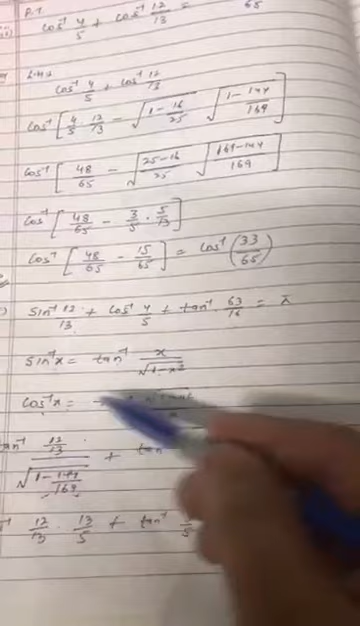 P.T.
cos⁻¹ 4/5 + cos⁻¹ 12/13 = 65
L.H.S
cos⁻¹ 4/5 + cos⁻¹ 12/13
cos⁻¹ [4/5 · 12/13 - √(1 - 16/25) √(1 - 144/169)]
cos⁻¹ [48/65 - √(25-16/25) √(169-144/169)]
cos⁻¹ [48/65 - 3/5 · 5/13]
cos⁻¹ [48/65 - 15/65] = cos⁻¹ (33/65)
sin⁻¹ 12/13 + cos⁻¹ 4/5 + tan⁻¹ 63/16 = π
sin⁻¹x = tan⁻¹ x/√(1-x²)
cos⁻¹x =
tan⁻¹ 12/13 / √(1 - 144/169) + tan
12/13 · 13/5 + tan⁻¹